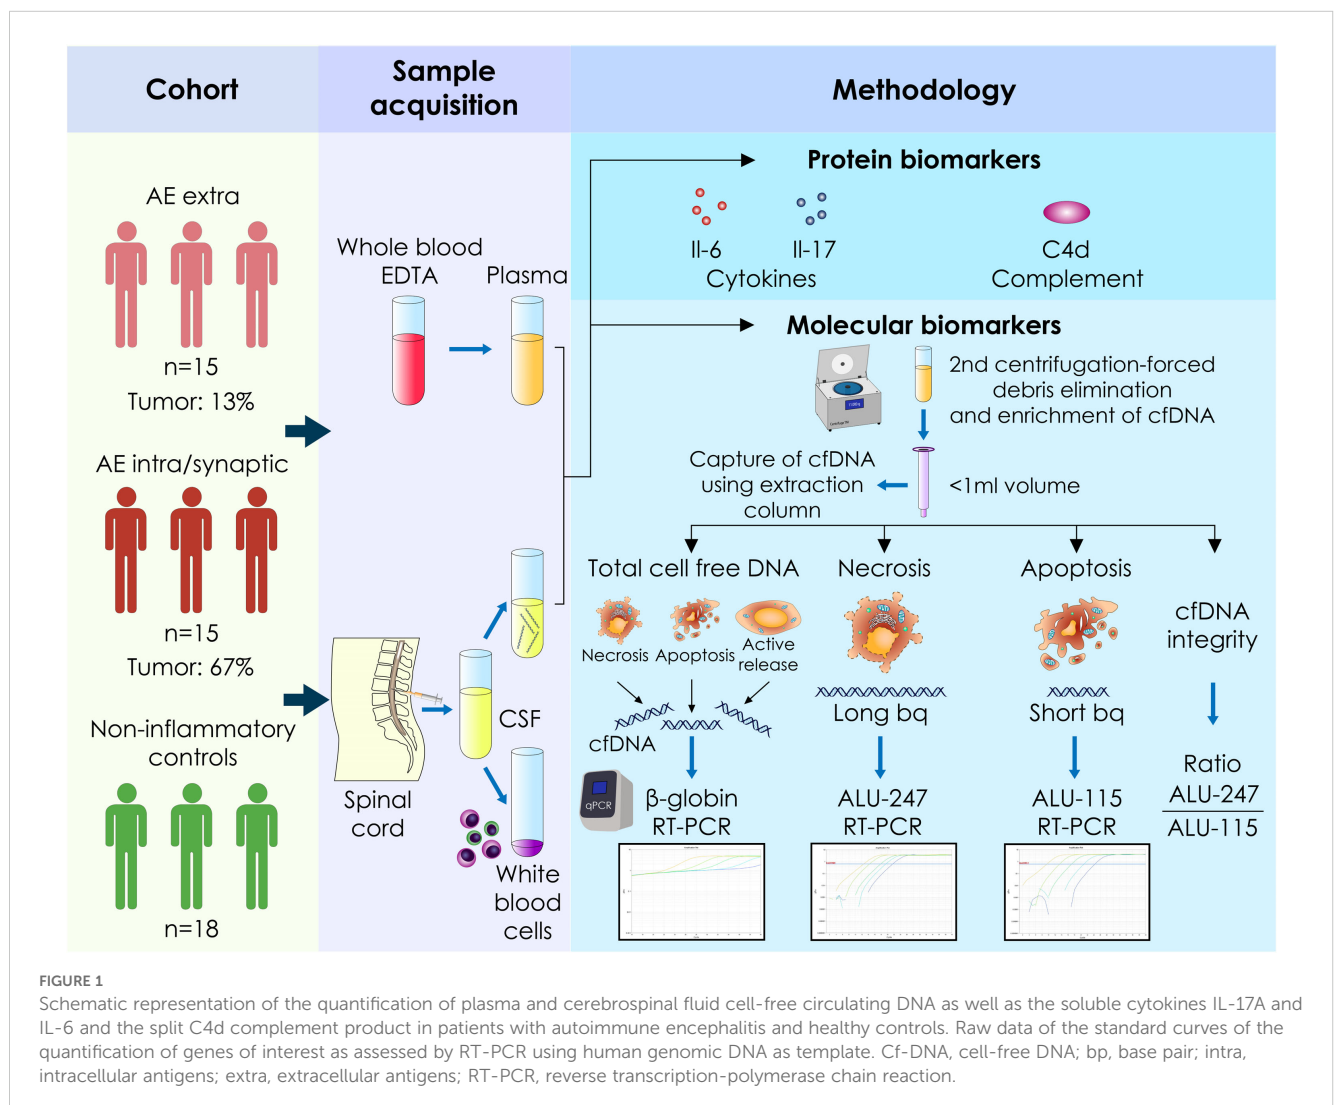 Cohort
Sample
acquisition
Methodology
AE extra
n=15
Tumor: 13%
AE intra/synaptic
n=15
Tumor: 67%
Non-inflammatory
controls
n=18
Whole blood
EDTA
Plasma
Spinal
cord
CSF
White
blood
cells
Protein biomarkers
Il-6
Il-17
Cytokines
C4d
Complement
Molecular biomarkers
2nd centrifugation-forced
debris elimination
and enrichment of cfDNA
<1ml volume
Capture of cfDNA
using extraction
column
Total cell free DNA
Necrosis
Apoptosis
Active
release
cfDNA
qPCR
β-globin
RT-PCR
Necrosis
Long bq
ALU-247
RT-PCR
Apoptosis
Short bq
ALU-115
RT-PCR
cfDNA
integrity
Ratio
ALU-247
ALU-115
FIGURE 1
Schematic representation of the quantification of plasma and cerebrospinal fluid cell-free circulating DNA as well as the soluble cytokines IL-17A and
IL-6 and the split C4d complement product in patients with autoimmune encephalitis and healthy controls. Raw data of the standard curves of the
quantification of genes of interest as assessed by RT-PCR using human genomic DNA as template. Cf-DNA, cell-free DNA; bp, base pair; intra,
intracellular antigens; extra, extracellular antigens; RT-PCR, reverse transcription-polymerase chain reaction.